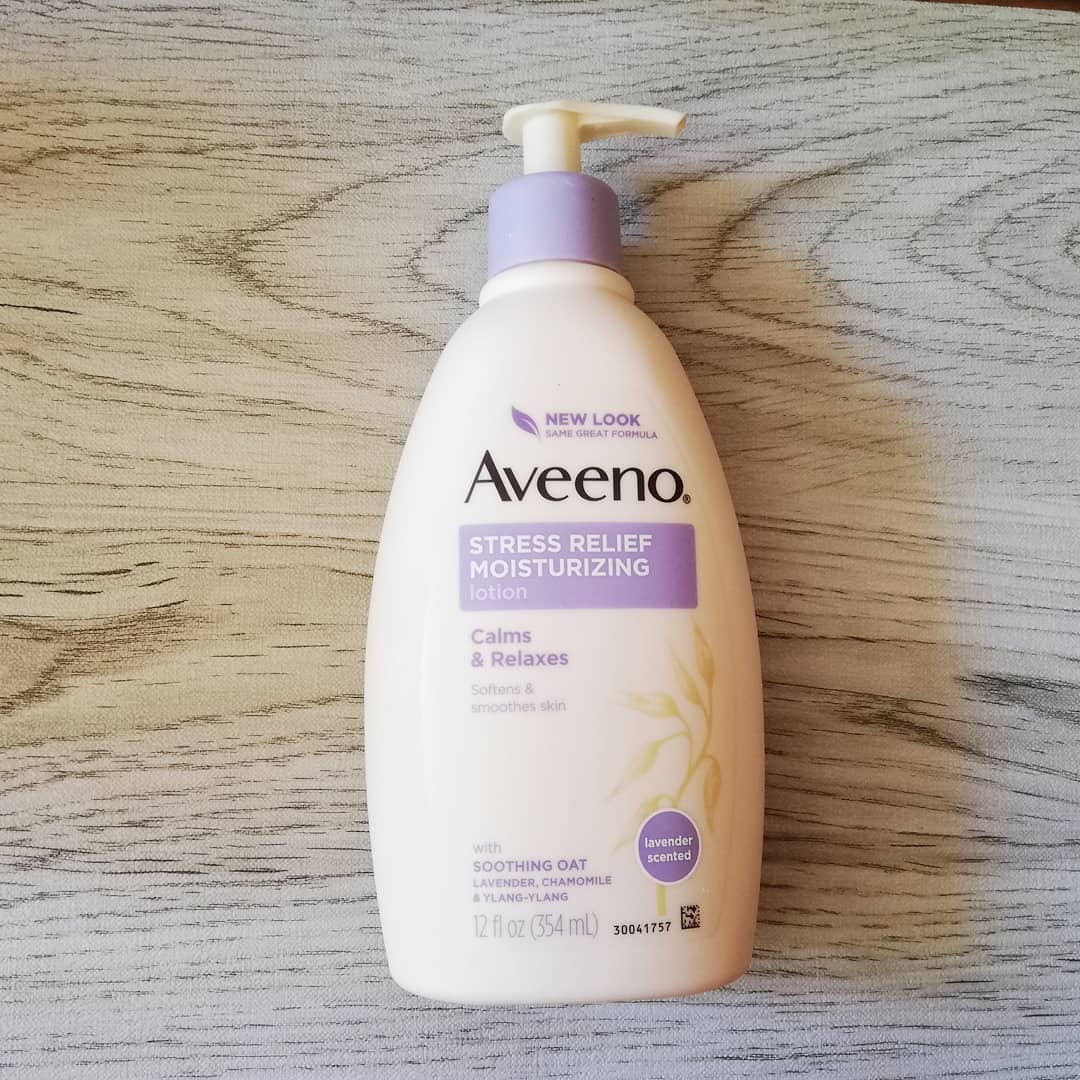 NEW LOOK
SAME GREAT FORMULA
Aveeno®
STRESS RELIEF
MOISTURIZING
lotion
Calms
& Relaxes
Softens &
smoothes skin
lavender
scented
with
SOOTHING OAT
LAVENDER, CHAMOMILE
& YLANG-YLANG
12 fl oz (354 mL) 30041757